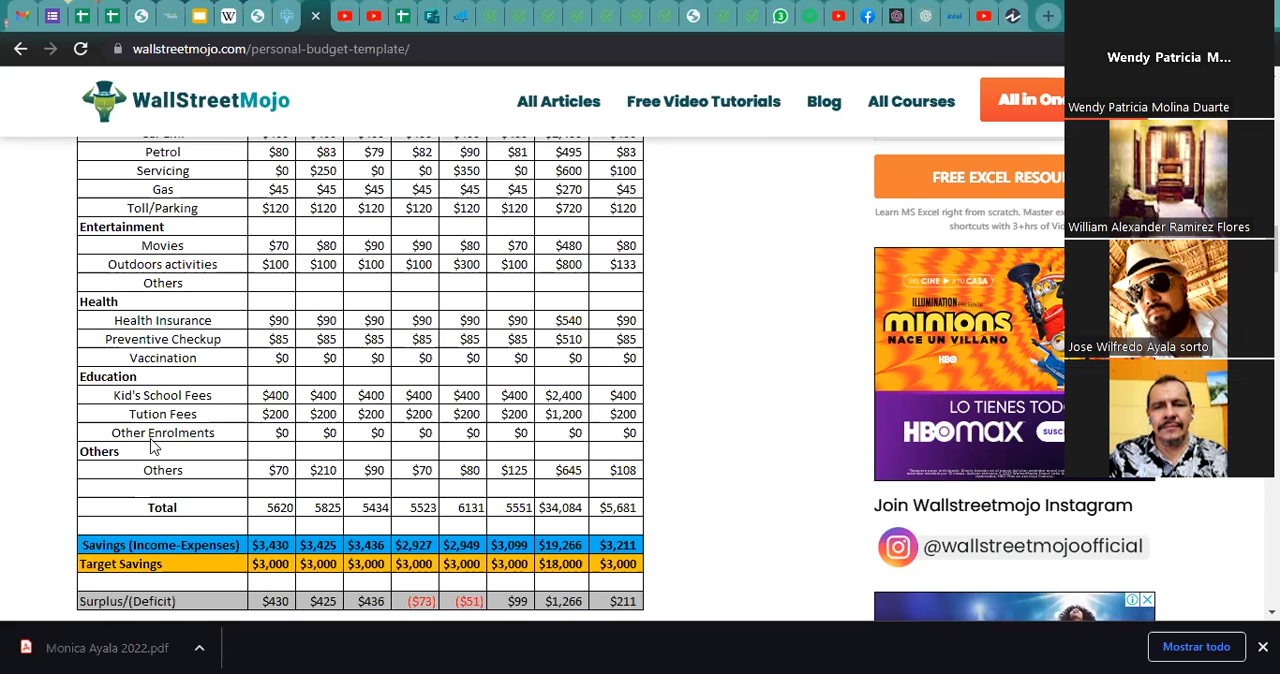 wallstreetmojo.com/personal-budget-template/
WallStreetMojo
All Articles Free Video Tutorials Blog All Courses All in One
Petrol $80 $83 $79 $82 $90 $81 $495 $83
Servicing $0 $250 $0 $0 $350 $0 $600 $100
Gas $45 $45 $45 $45 $45 $45 $270 $45
Toll/Parking $120 $120 $120 $120 $120 $120 $720 $120
Entertainment
Movies $70 $80 $90 $90 $80 $70 $480 $80
Outdoors activities $100 $100 $100 $100 $300 $100 $800 $133
Others
Health
Health Insurance $90 $90 $90 $90 $90 $90 $540 $90
Preventive Checkup $85 $85 $85 $85 $85 $85 $510 $85
Vaccination $0 $0 $0 $0 $0 $0 $0 $0
Education
Kid's School Fees $400 $400 $400 $400 $400 $400 $2,400 $400
Tution Fees $200 $200 $200 $200 $200 $200 $1,200 $200
Other Enrolments $0 $0 $0 $0 $0 $0 $0 $0
Others
Others $70 $210 $90 $70 $80 $125 $645 $108
Total 5620 5825 5434 5523 6131 5551 $34,084 $5,681
Savings (Income-Expenses) $3,430 $3,425 $3,436 $2,927 $2,949 $3,099 $19,266 $3,211
Target Savings $3,000 $3,000 $3,000 $3,000 $3,000 $3,000 $18,000 $3,000
Surplus/(Deficit) $430 $425 $436 ($73) ($51) $99 $1,266 $211
FREE EXCEL RESOU
Learn MS Excel right from scratch. Master ex
shortcuts with 3+hrs of Vi
DEL CINE A TU CASA
ILLUMINATION PRESENTA
MINIONS
NACE UN VILLANO
HBO
LO TIENES TOD
HBOMAX SUSC
Join Wallstreetmojo Instagram
@wallstreetmojoofficial
Wendy Patricia M...
Wendy Patricia Molina Duarte
William Alexander Ramirez Flores
Jose Wilfredo Ayala sorto
Monica Ayala 2022.pdf
Mostrar todo